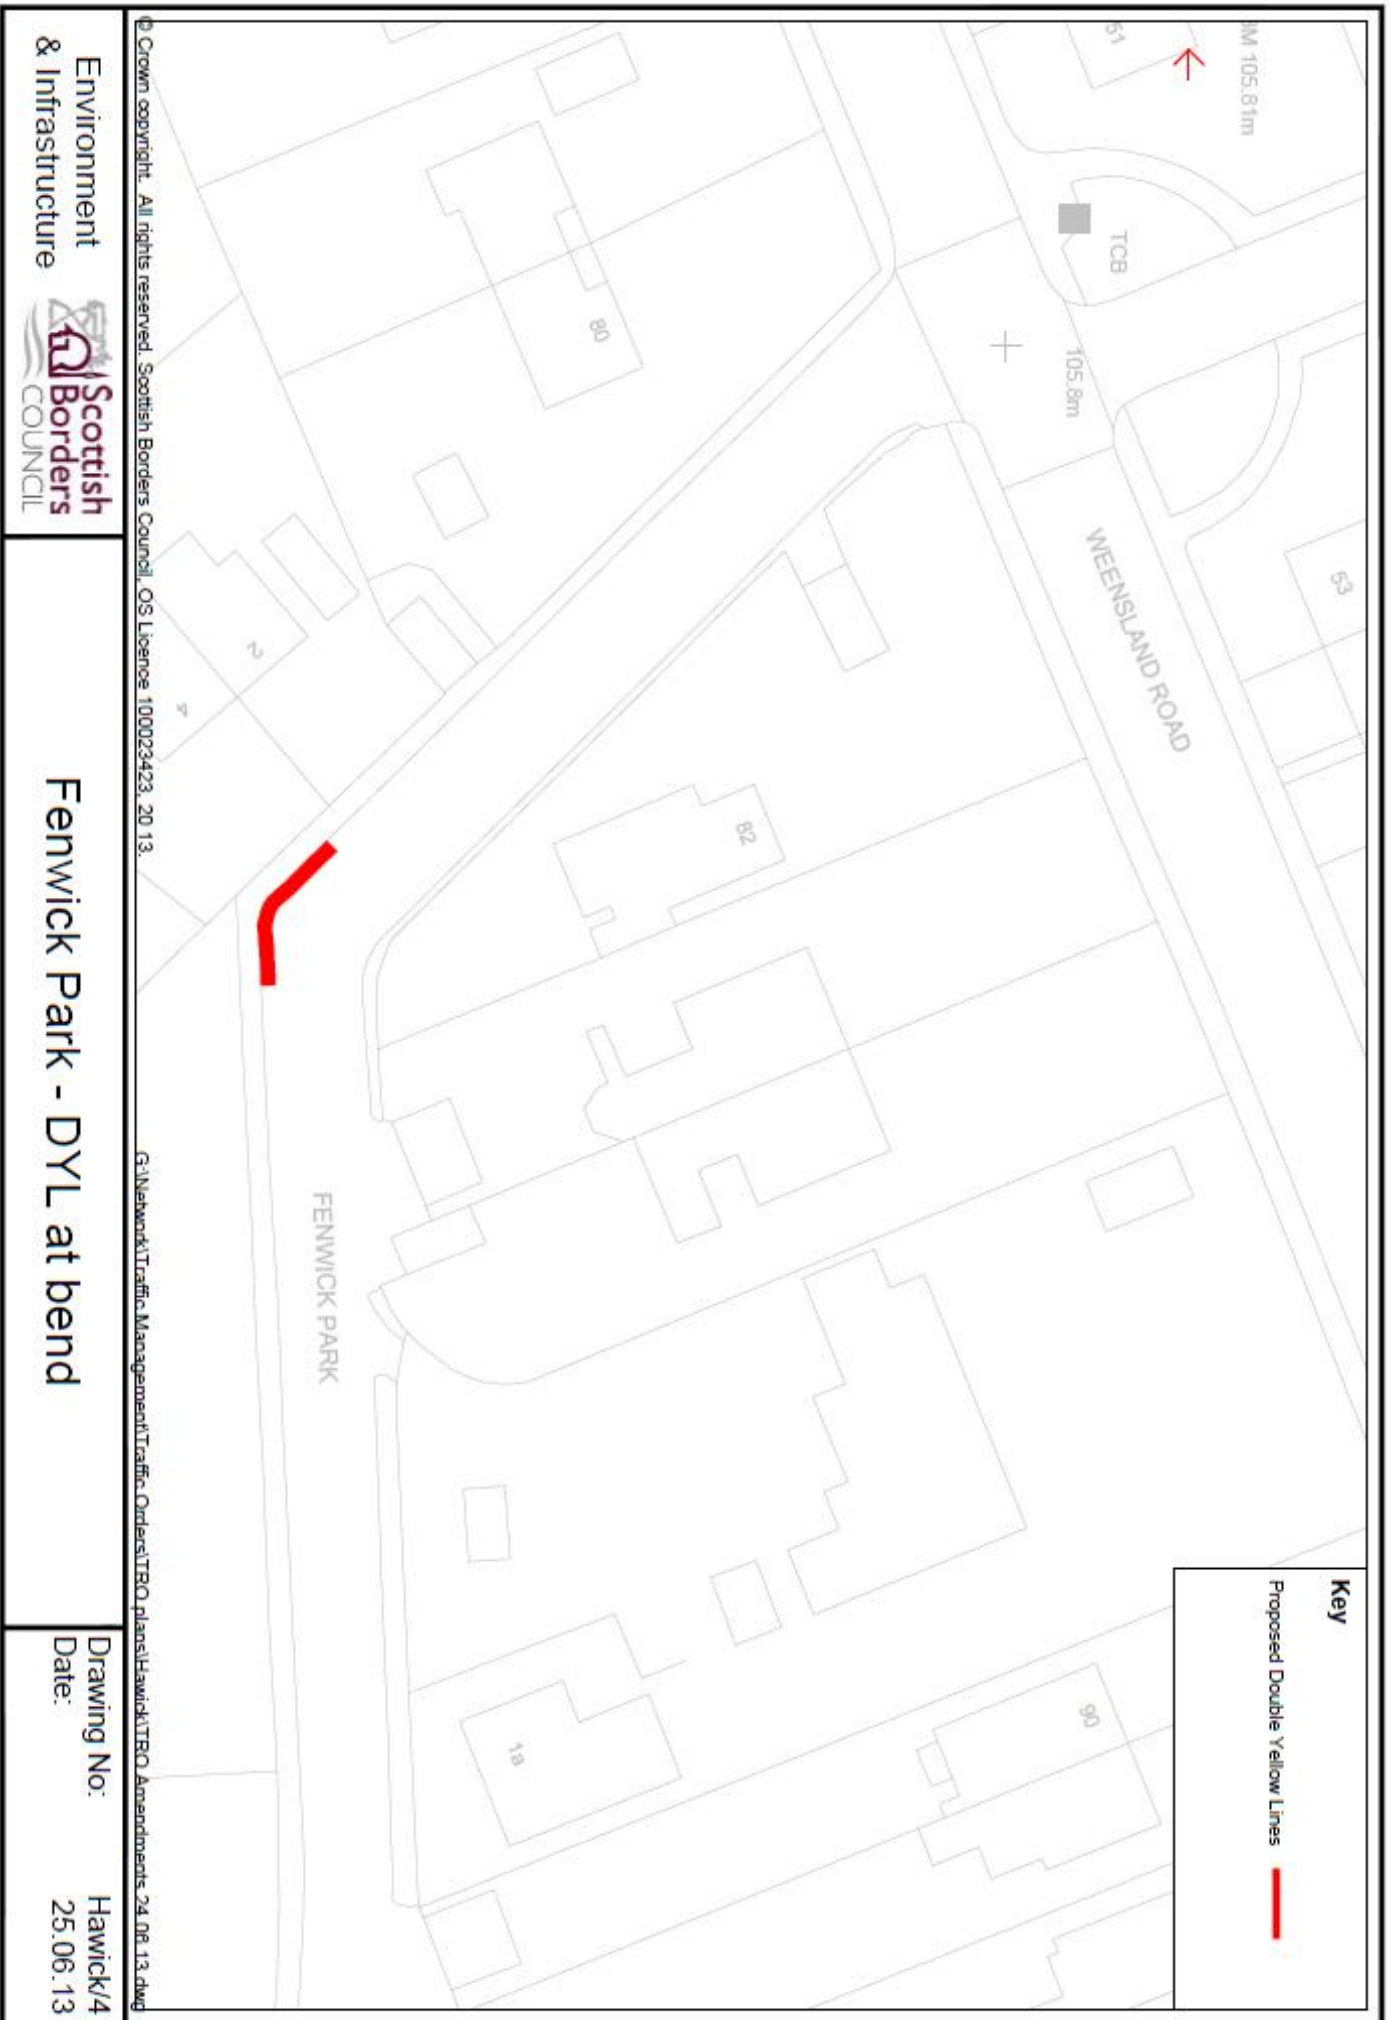 BM 105.81m
51
TCB
105.8m
53
WEENSLAND ROAD
80
82
2
FENWICK PARK
1a
90
Key
Proposed Double Yellow Lines
© Crown copyright. All rights reserved. Scottish Borders Council, OS Licence 100023423, 2013.
G:\Network\Traffic Management\Traffic Orders\TRO plans\Hawick\TRO Amendments 24.06.13.dwg
Environment
& Infrastructure
Scottish
Borders
COUNCIL
Fenwick Park - DYL at bend
Drawing No: Hawick/4
Date: 25.06.13